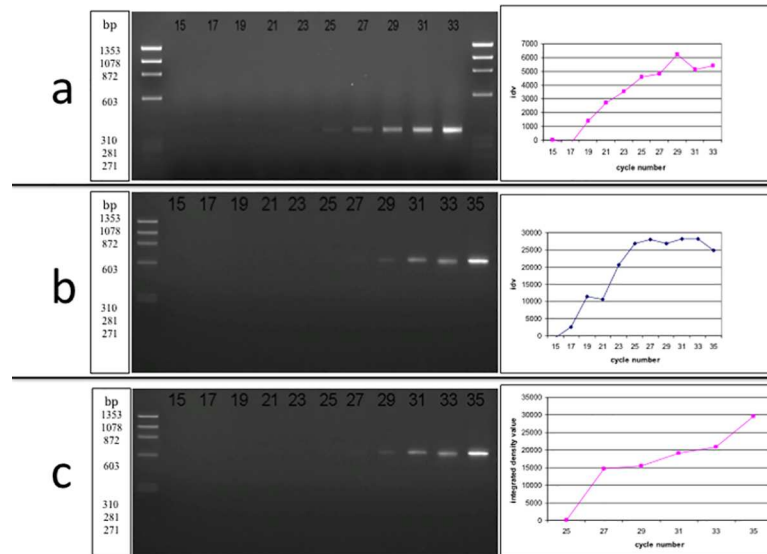 a
bp
1353
1078
872
603
310
281
271
15 17 19 21 23 25 27 29 31 33
7000
6000
5000
4000
3000
2000
1000
0
idv
15 17 19 21 23 25 27 29 31 33
cycle number
b
bp
1353
1078
872
603
310
281
271
15 17 19 21 23 27 29 31 33 35
30000
25000
20000
15000
10000
5000
0
idv
15 17 19 21 23 25 27 29 31 33 35
cycle number
c
bp
1353
1078
872
603
310
281
271
15 17 19 21 23 25 27 29 31 33 35
35000
30000
25000
20000
15000
10000
5000
0
integrated density value
25 27 29 31 33 35
cycle number